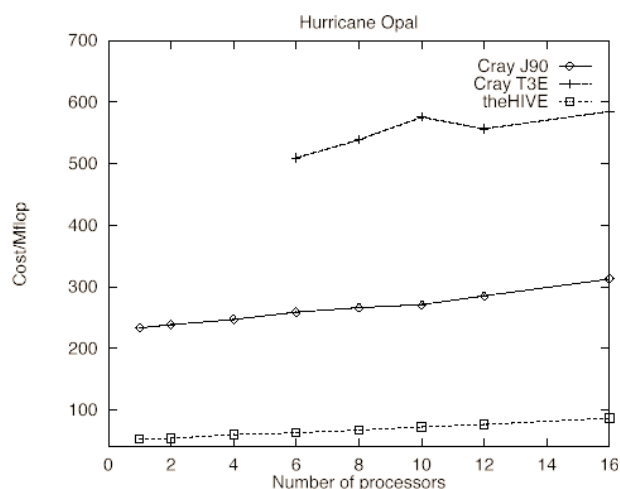 Hurricane Opal
700
600
500
400
300
200
100
Cost/Mflop
Cray J90
Cray T3E
theHIVE
0 2 4 6 8 10 12 14 16
Number of processors